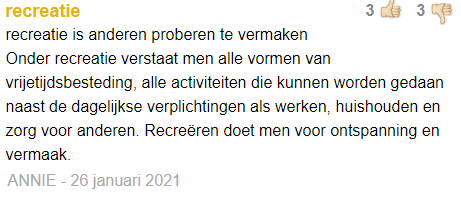 recreatie 3 3
recreatie is anderen proberen te vermaken
Onder recreatie verstaat men alle vormen van
vrijetijdsbesteding, alle activiteiten die kunnen worden gedaan
naast de dagelijkse verplichtingen als werken, huishouden en
zorg voor anderen. Recreëren doet men voor ontspanning en
vermaak.
ANNIE - 26 januari 2021